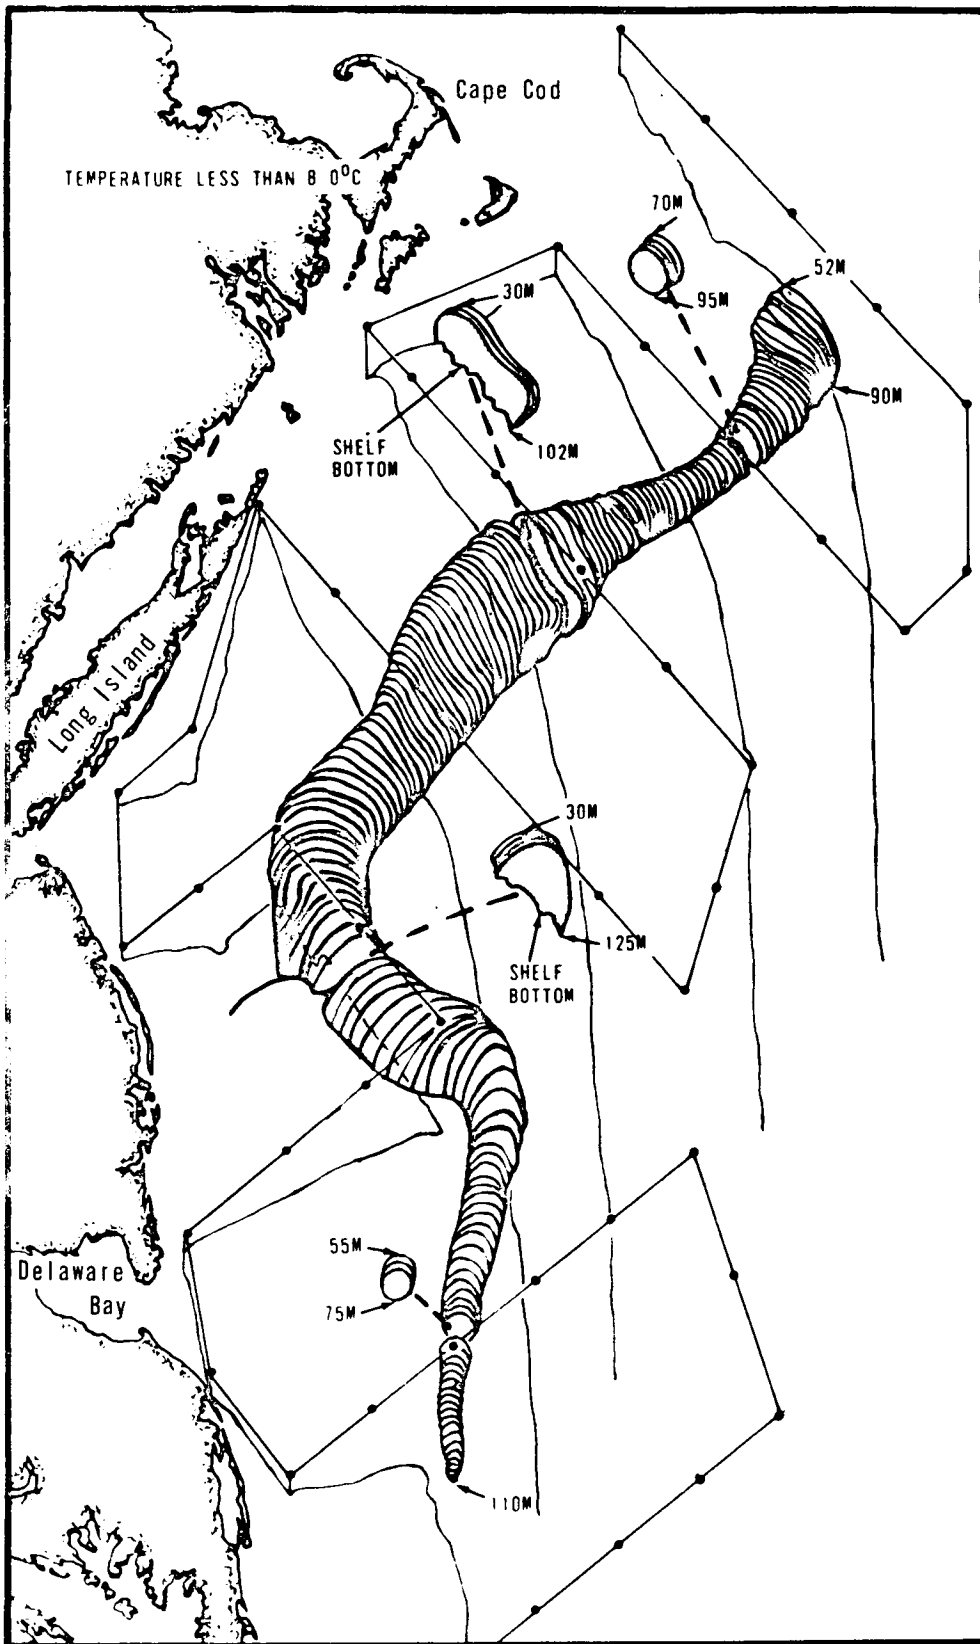 Cape Cod
TEMPERATURE LESS THAN 8 0°C
70M
52M
95M
30M
90M
SHELF
BOTTOM
102M
Long Island
30M
125M
SHELF
BOTTOM
55M
Delaware
Bay
75M
110M